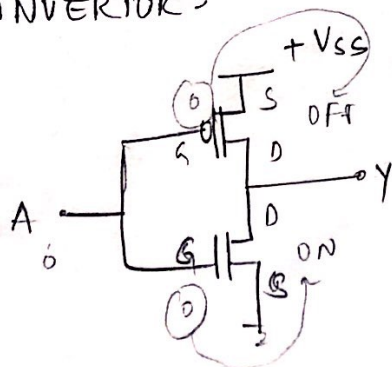 INVERTOR
+ VSS
0 S
OFF
G D
Y
A D
0 G ON
S
0